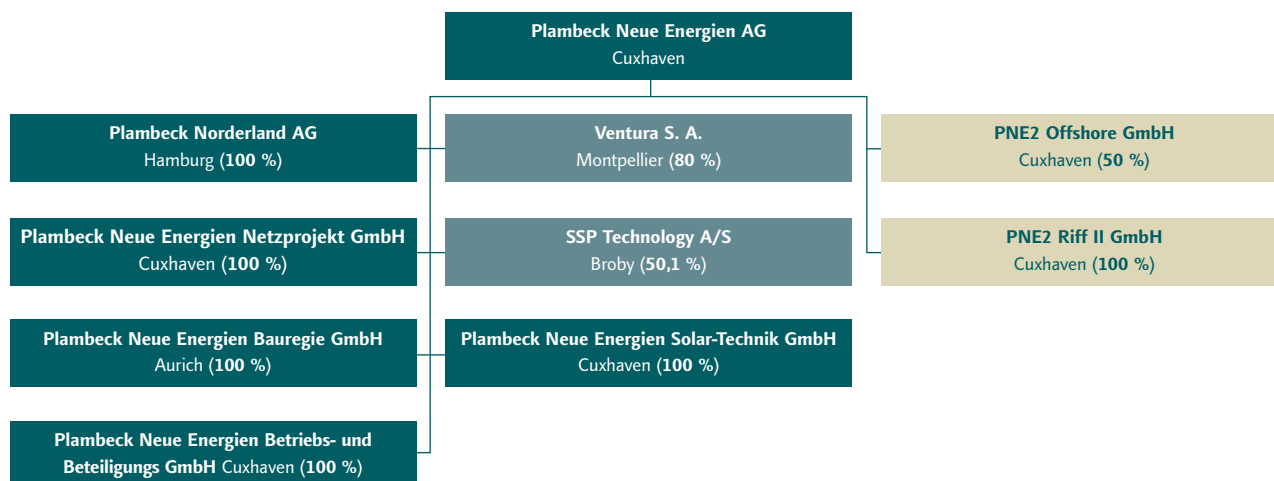 Plambeck Neue Energien AG
Cuxhaven
Plambeck Norderland AG
Hamburg (100 %)
Ventura S. A.
Montpellier (80 %)
PNE2 Offshore GmbH
Cuxhaven (50 %)
Plambeck Neue Energien Netzprojekt GmbH
Cuxhaven (100 %)
SSP Technology A/S
Broby (50,1 %)
PNE2 Riff II GmbH
Cuxhaven (100 %)
Plambeck Neue Energien Bauregie GmbH
Aurich (100 %)
Plambeck Neue Energien Solar-Technik GmbH
Cuxhaven (100 %)
Plambeck Neue Energien Betriebs- und
Beteiligungs GmbH Cuxhaven (100 %)